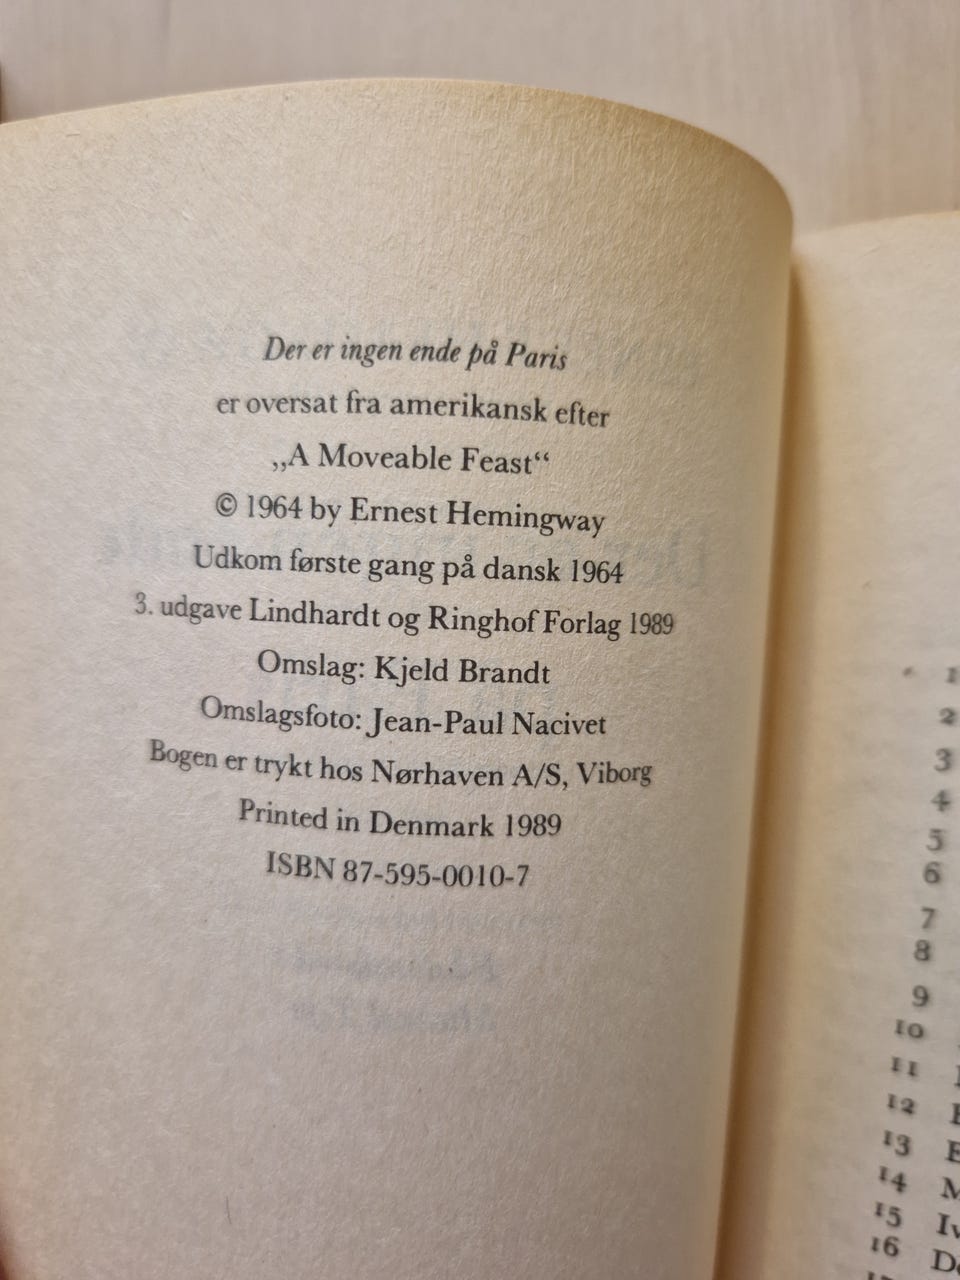 Der er ingen ende på Paris
er oversat fra amerikansk efter
„A Moveable Feast“
© 1964 by Ernest Hemingway
Udkom første gang på dansk 1964
3. udgave Lindhardt og Ringhof Forlag 1989
Omslag: Kjeld Brandt
Omslagsfoto: Jean-Paul Nacivet
Bogen er trykt hos Nørhaven A/S, Viborg
Printed in Denmark 1989
ISBN 87-595-0010-7
1
2
3
4
5
6
7
8
9
10
11
12
13
14
15
16